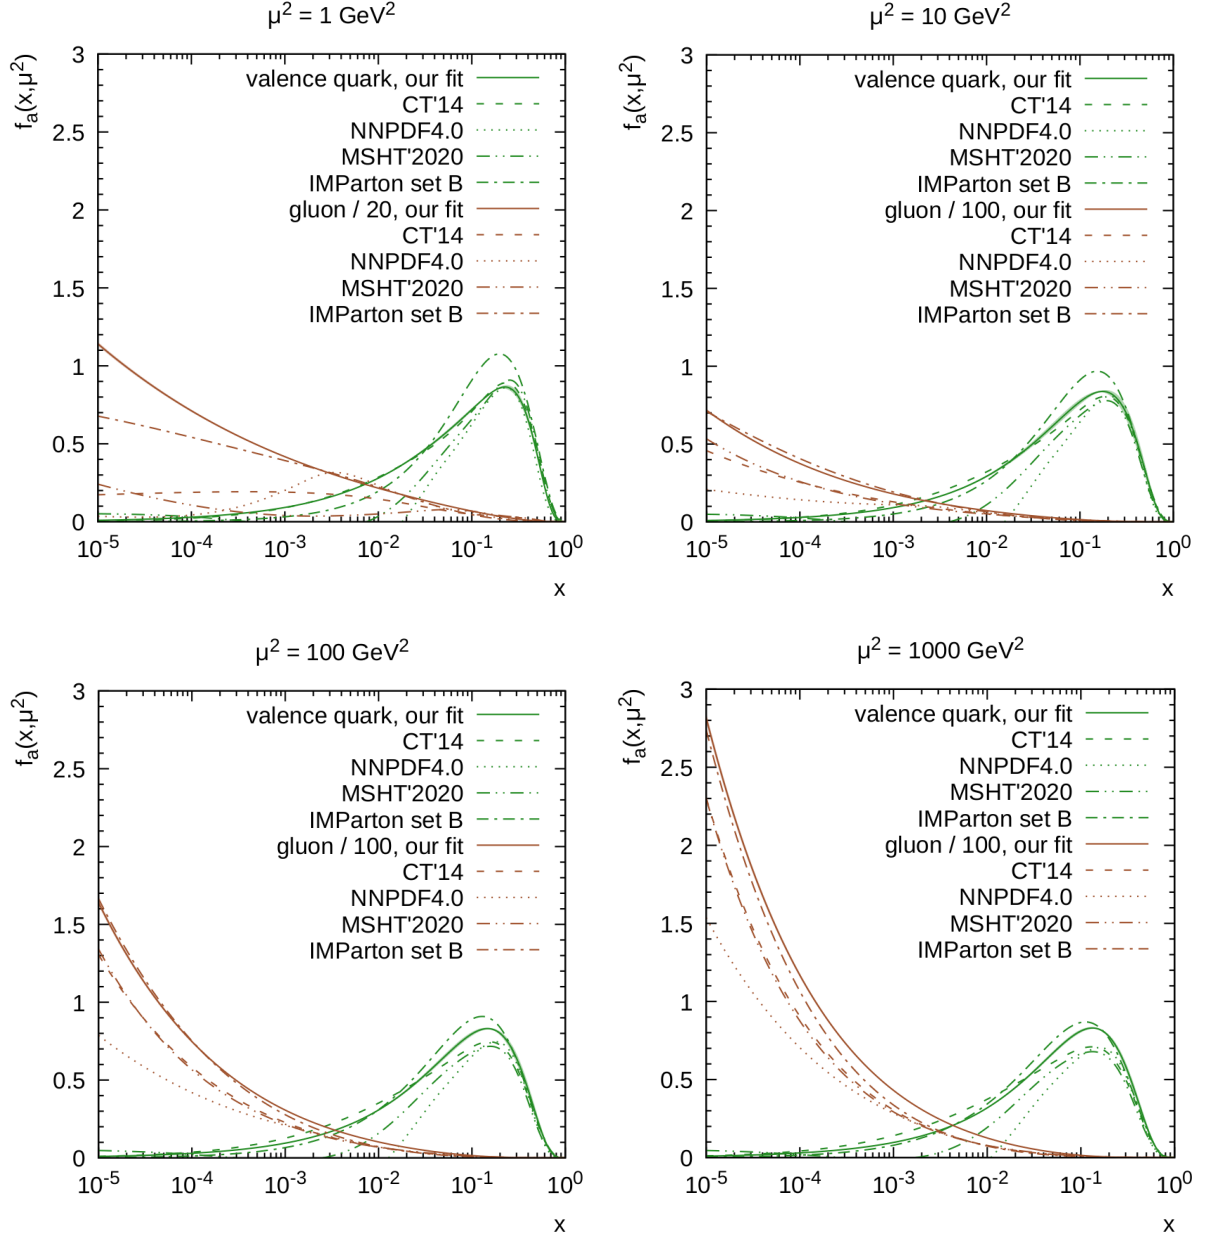 μ² = 1 GeV²
fₐ(x,μ²)
3
2.5
2
1.5
1
0.5
0
valence quark, our fit
CT'14
NNPDF4.0
MSHT'2020
IMParton set B
gluon / 20, our fit
CT'14
NNPDF4.0
MSHT'2020
IMParton set B
10⁻⁵ 10⁻⁴ 10⁻³ 10⁻² 10⁻¹ 10⁰
x
μ² = 10 GeV²
fₐ(x,μ²)
3
2.5
2
1.5
1
0.5
0
valence quark, our fit
CT'14
NNPDF4.0
MSHT'2020
IMParton set B
gluon / 100, our fit
CT'14
NNPDF4.0
MSHT'2020
IMParton set B
10⁻⁵ 10⁻⁴ 10⁻³ 10⁻² 10⁻¹ 10⁰
x
μ² = 100 GeV²
fₐ(x,μ²)
3
2.5
2
1.5
1
0.5
0
valence quark, our fit
CT'14
NNPDF4.0
MSHT'2020
IMParton set B
gluon / 100, our fit
CT'14
NNPDF4.0
MSHT'2020
IMParton set B
10⁻⁵ 10⁻⁴ 10⁻³ 10⁻² 10⁻¹ 10⁰
x
μ² = 1000 GeV²
fₐ(x,μ²)
3
2.5
2
1.5
1
0.5
0
valence quark, our fit
CT'14
NNPDF4.0
MSHT'2020
IMParton set B
gluon / 100, our fit
CT'14
NNPDF4.0
MSHT'2020
IMParton set B
10⁻⁵ 10⁻⁴ 10⁻³ 10⁻² 10⁻¹ 10⁰
x